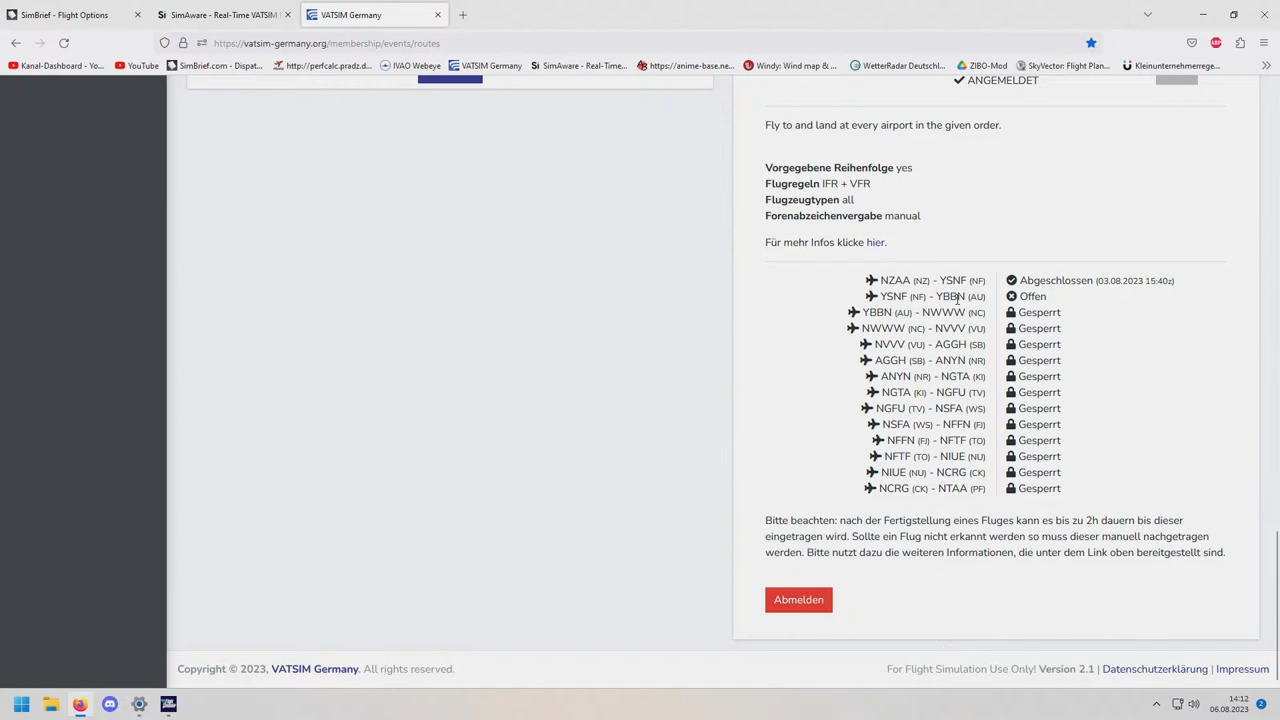 SimBrief - Flight Options
SimAware - Real-Time VATSIM
VATSIM Germany
https://vatsim-germany.org/membership/events/routes
Kanal-Dashboard - Yo...
YouTube
SimBrief.com - Dispat...
http://perfcalc.pradz.d...
IVAO Webeye
VATSIM Germany
SimAware - Real-Time...
https://anime-base.ne...
Windy: Wind map & ...
WetterRadar Deutschl...
ZIBO-Mod
SkyVector: Flight Plan...
Kleinunternehmerrege...
ANGEMELDET
Fly to and land at every airport in the given order.
Vorgegebene Reihenfolge yes
Flugregeln IFR + VFR
Flugzeugtypen all
Forenabzeichenvergabe manual
Für mehr Infos klicke hier.
NZAA (NZ) - YSNF (NF) Abgeschlossen (03.08.2023 15:40z)
YSNF (NF) - YBBN (AU) Offen
YBBN (AU) - NWWW (NC) Gesperrt
NWWW (NC) - NVVV (VU) Gesperrt
NVVV (VU) - AGGH (SB) Gesperrt
AGGH (SB) - ANYN (NR) Gesperrt
ANYN (NR) - NGTA (KI) Gesperrt
NGTA (KI) - NGFU (TV) Gesperrt
NGFU (TV) - NSFA (WS) Gesperrt
NSFA (WS) - NFFN (FJ) Gesperrt
NFFN (FJ) - NFTF (TO) Gesperrt
NFTF (TO) - NIUE (NU) Gesperrt
NIUE (NU) - NCRG (CK) Gesperrt
NCRG (CK) - NTAA (PF) Gesperrt
Bitte beachten: nach der Fertigstellung eines Fluges kann es bis zu 2h dauern bis dieser
eingetragen wird. Sollte ein Flug nicht erkannt werden so muss dieser manuell nachgetragen
werden. Bitte nutzt dazu die weiteren Informationen, die unter dem Link oben bereitgestellt sind.
Abmelden
Copyright © 2023, VATSIM Germany. All rights reserved.
For Flight Simulation Use Only! Version 2.1 | Datenschutzerklärung | Impressum
14:12
06.08.2023
2